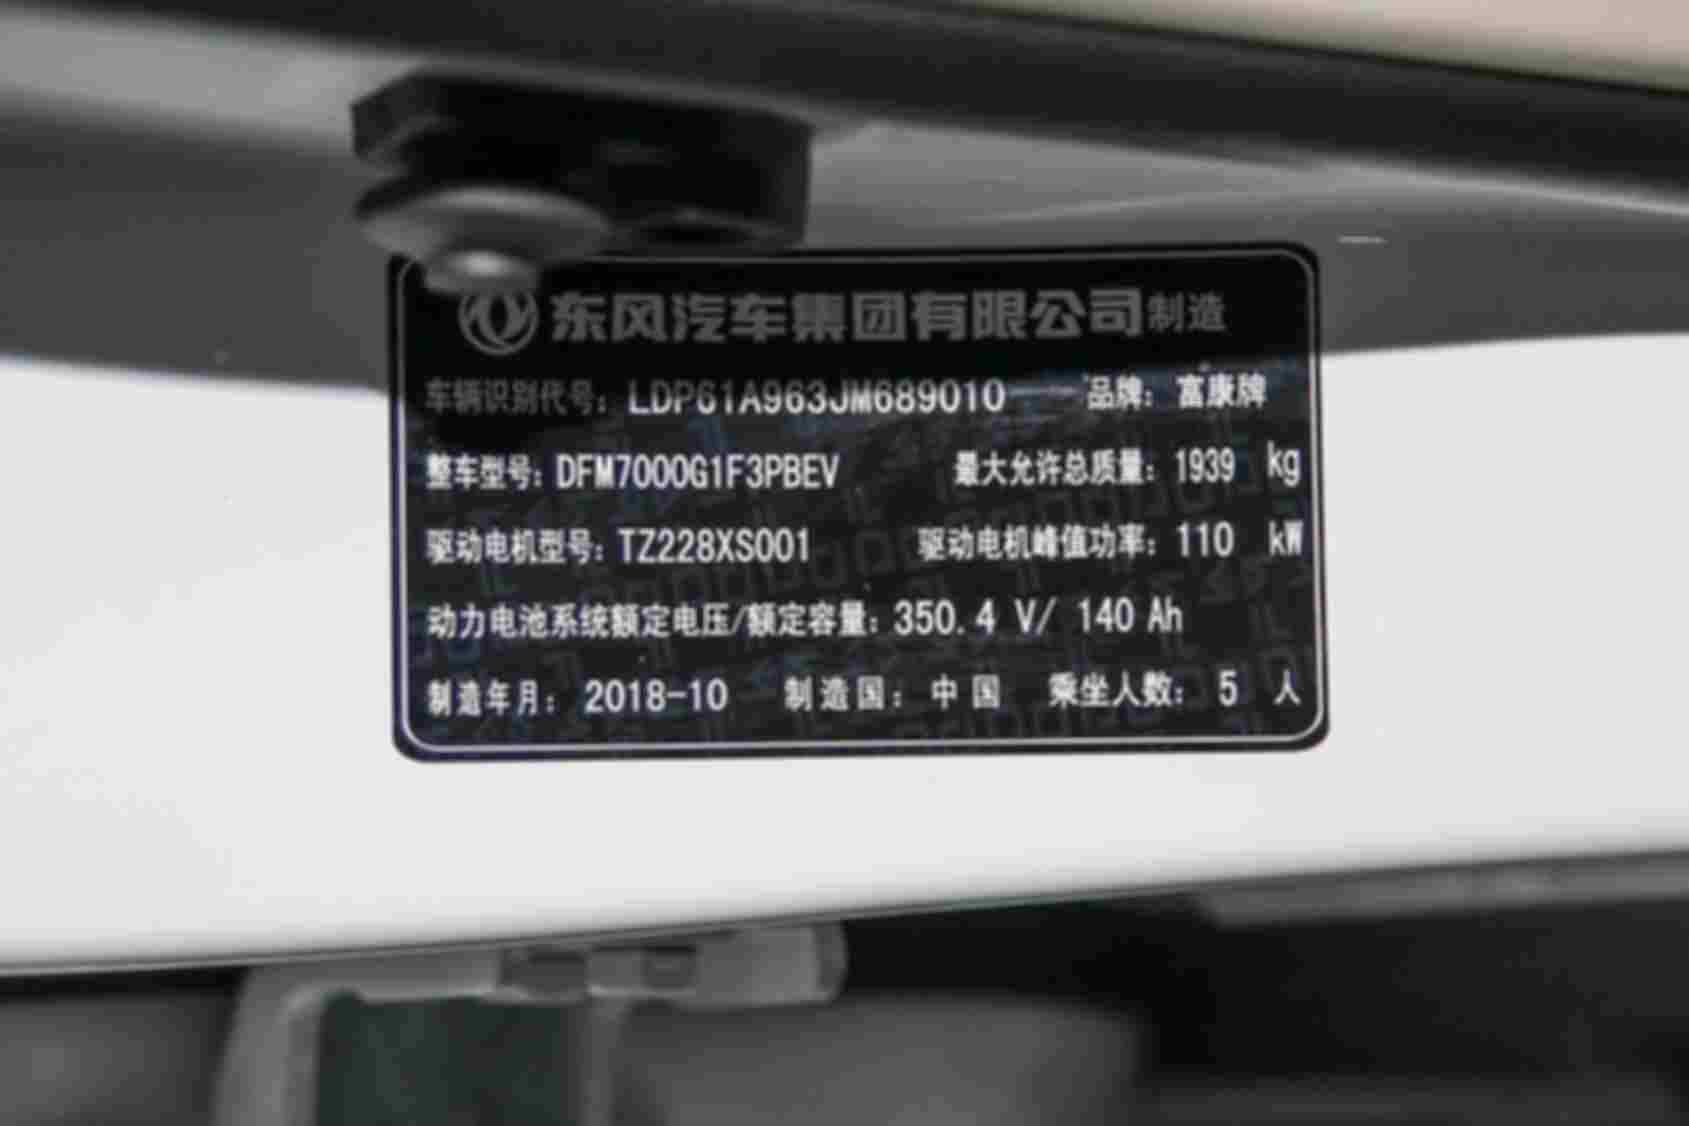 东风汽车集团有限公司制造
车辆识别代号：LDP61A963JM689010 品牌：富康牌
整车型号：DFM7000G1F3PBEV 最大允许总质量：1939 kg
驱动电机型号：TZ228XS001 驱动电机峰值功率：110 kW
动力电池系统额定电压/额定容量：350.4 V/ 140 Ah
制造年月：2018-10 制造国：中国 乘坐人数：5 人